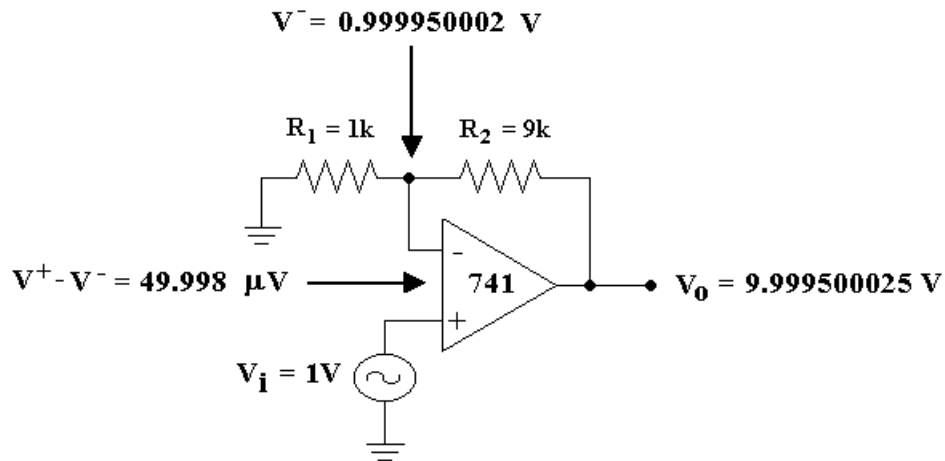 V⁻ = 0.999950002 V
R₁ = 1k
R₂ = 9k
-
V⁺ - V⁻ = 49.998 μV
741
V₀ = 9.999500025 V
+
Vᵢ = 1V